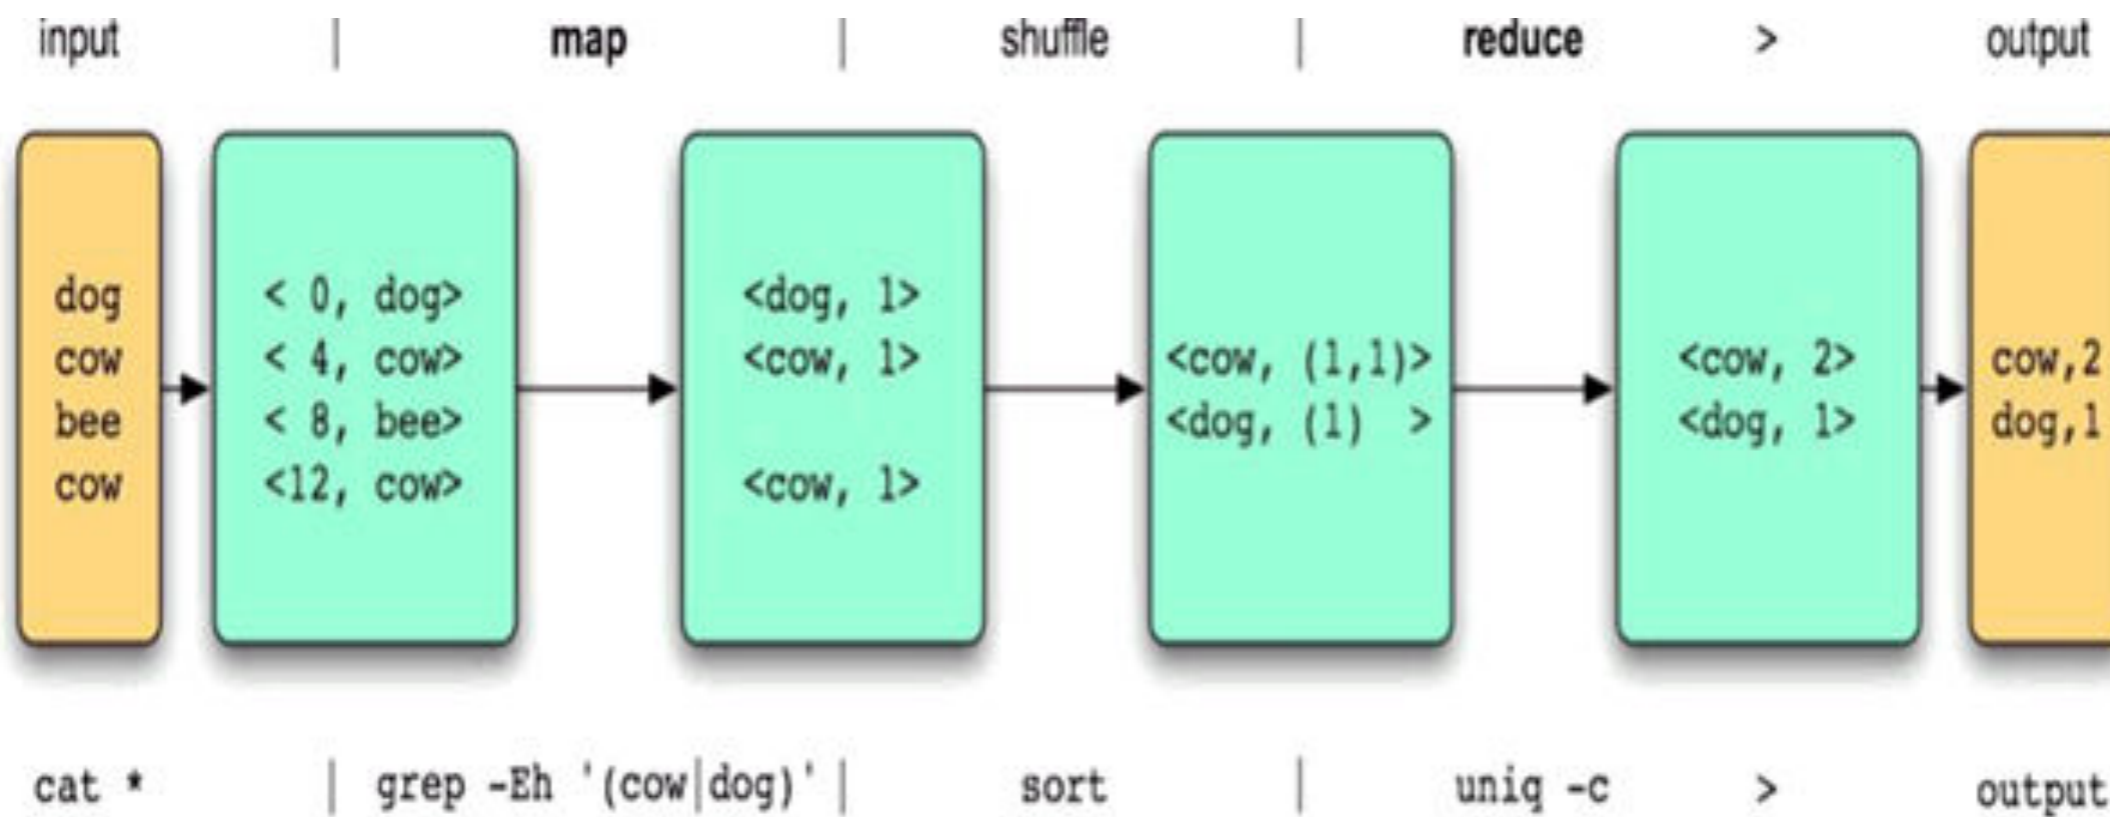 input | map | shuffle | reduce > output
dog
cow
bee
cow
< 0, dog>
< 4, cow>
< 8, bee>
<12, cow>
<dog, 1>
<cow, 1>
<cow, 1>
<cow, (1,1)>
<dog, (1) >
<cow, 2>
<dog, 1>
cow,2
dog,1
cat * | grep -Eh '(cow|dog)' | sort | uniq -c > output